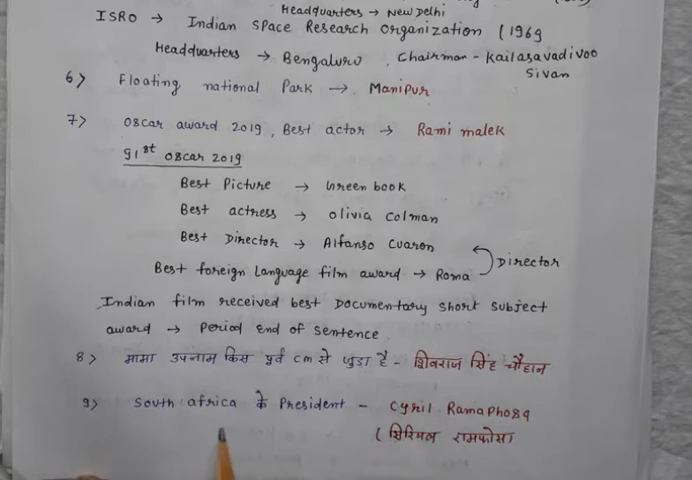 Headquarters → New Delhi
ISRO → Indian Space Research Organization (1969
Headquarters → Bengaluru, Chairman - Kailasavadivoo Sivan
6> Floating national Park → Manipur
7> Oscar award 2019, Best actor → Rami malek
91st Oscar 2019
Best Picture → Green book
Best actress → Olivia Colman
Best Director → Alfanso Cuaron
Director
Best foreign Language film award → Roma
Indian film received best Documentary short subject
award → Period End of Sentence
8> मामा उपनाम किस पूर्व cm से जुड़ा है - शिवराज सिंह चौहान
9> South africa के President - Cyril Ramaphosa
( सिरिमल रामफोसा)